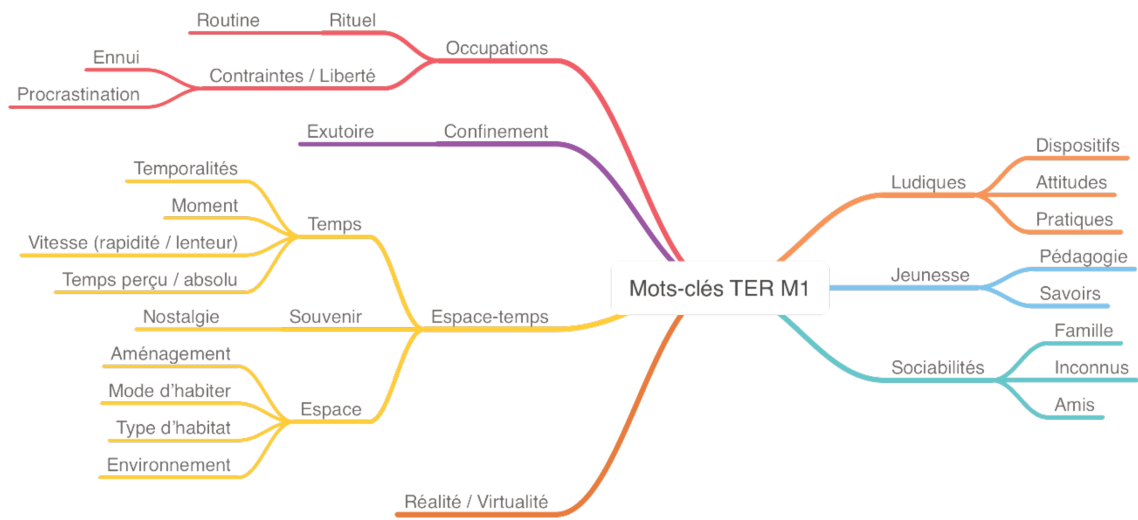 Routine
Rituel
Occupations
Ennui
Contraintes / Liberté
Procrastination
Exutoire
Confinement
Temporalités
Moment
Temps
Vitesse (rapidité / lenteur)
Temps perçu / absolu
Nostalgie
Souvenir
Espace-temps
Aménagement
Mode d'habiter
Espace
Type d'habitat
Environnement
Réalité / Virtualité
Mots-clés TER M1
Ludiques
Dispositifs
Attitudes
Pratiques
Jeunesse
Pédagogie
Savoirs
Sociabilités
Famille
Inconnus
Amis